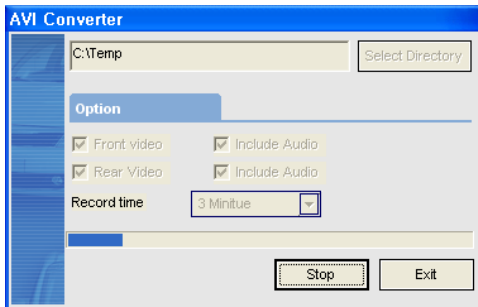 AVI Converter
C:\Temp
Select Directory
Option
Front video
Include Audio
Rear Video
Include Audio
Record time
3 Minitue
Stop
Exit